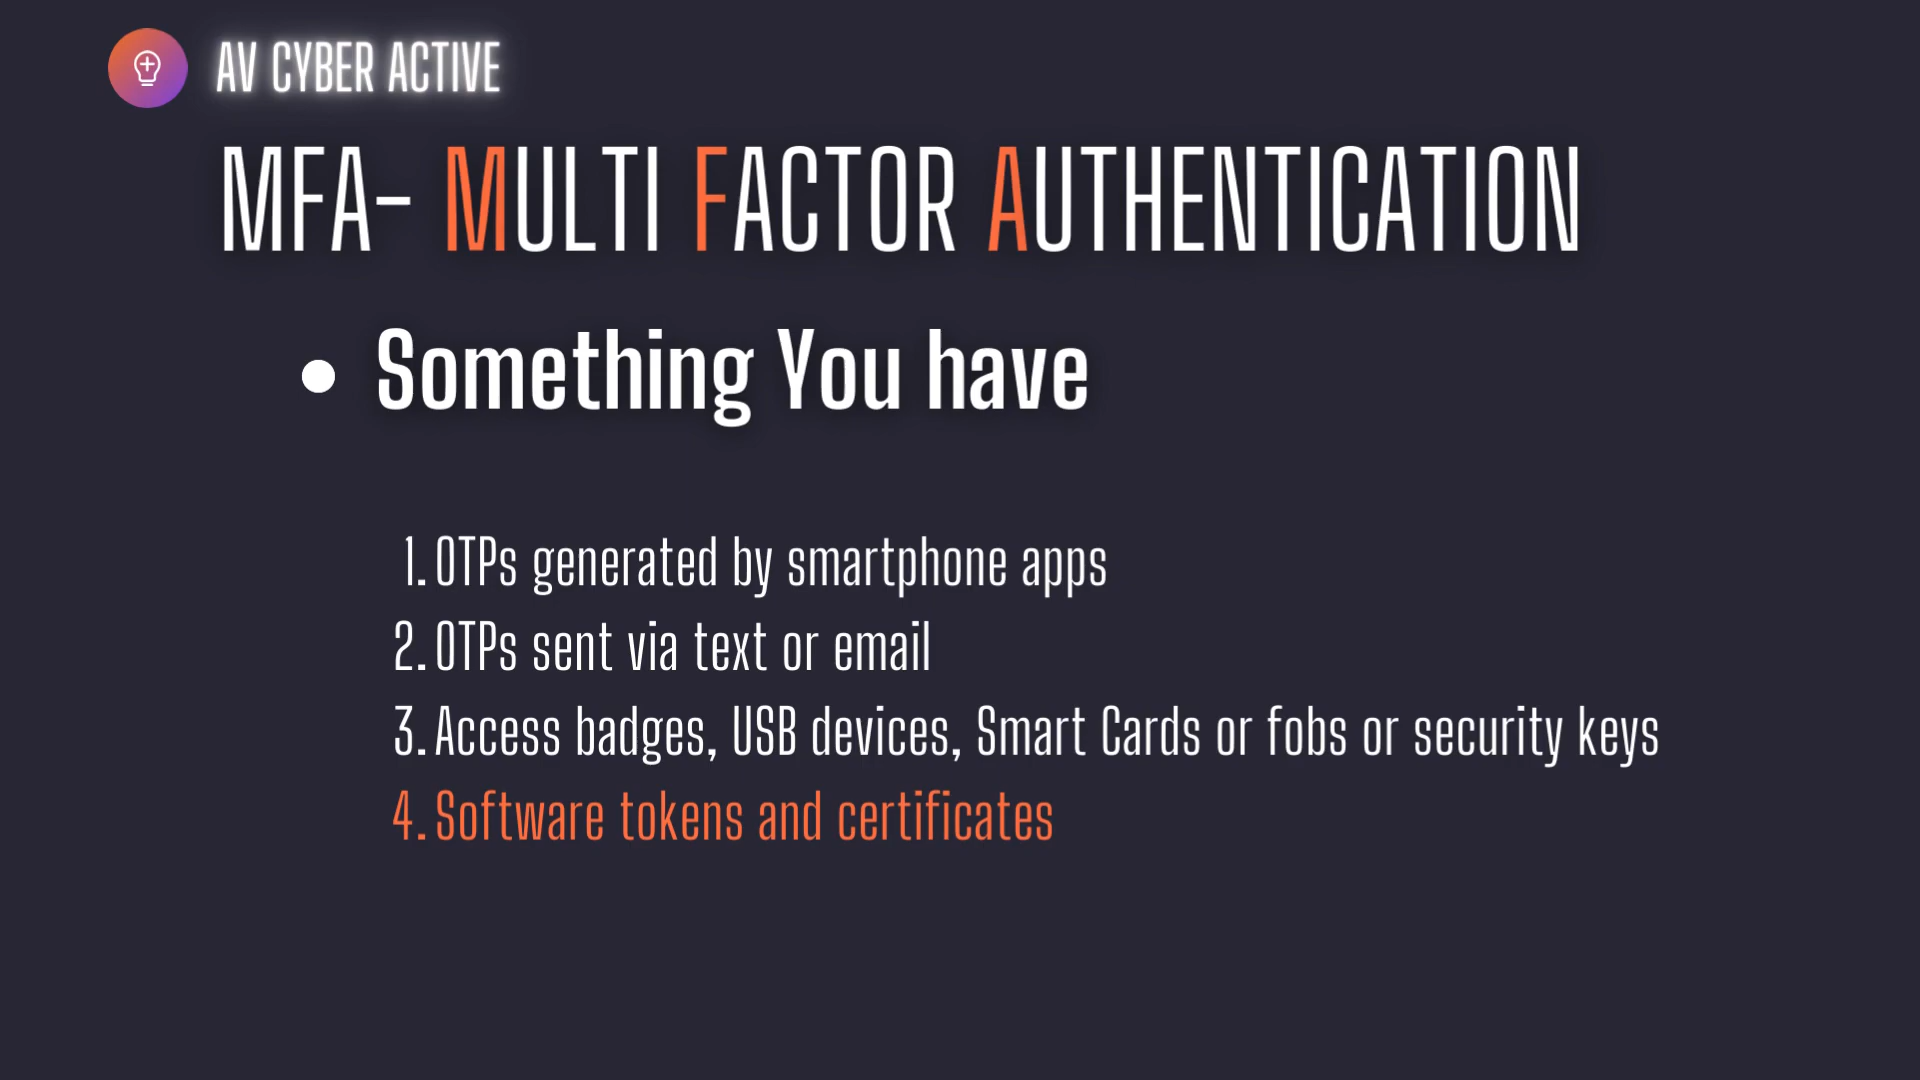 AV CYBER ACTIVE
MFA- MULTI FACTOR AUTHENTICATION
• Something You have
1. OTPs generated by smartphone apps
2. OTPs sent via text or email
3. Access badges, USB devices, Smart Cards or fobs or security keys
4. Software tokens and certificates